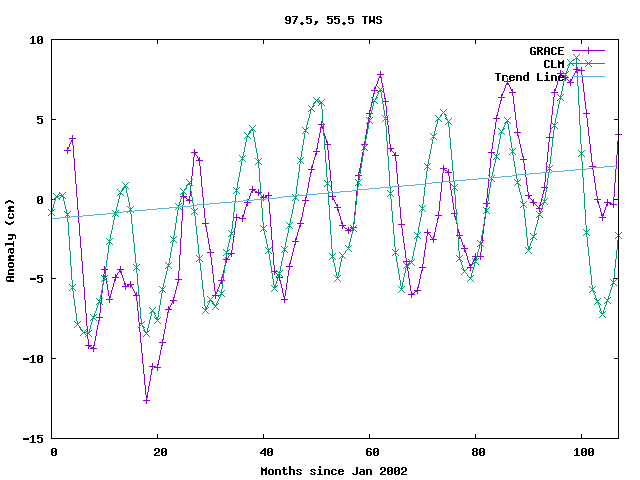 97.5, 55.5 TWS
GRACE
CLM
Trend Line
10
5
0
-5
-10
-15
Anomaly (cm)
0 20 40 60 80 100
Months since Jan 2002